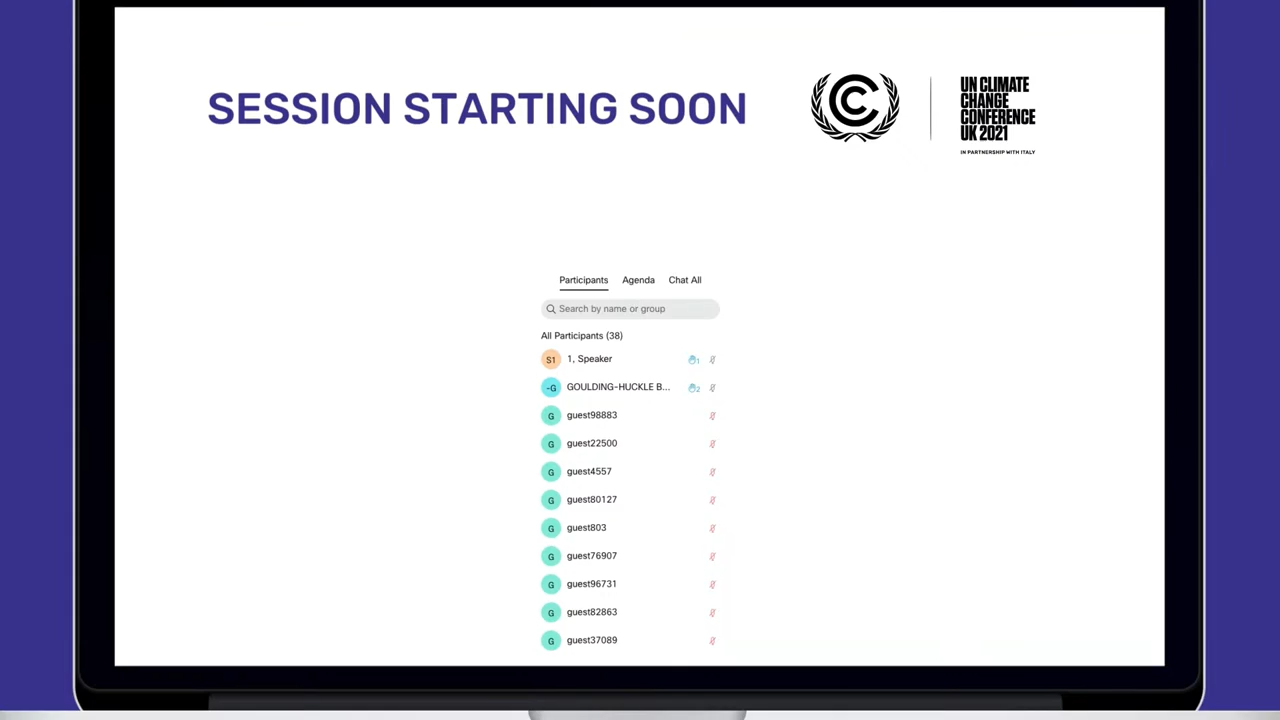 SESSION STARTING SOON
UN CLIMATE
CHANGE
CONFERENCE
UK 2021
IN PARTNERSHIP WITH ITALY
Participants Agenda Chat All
Search by name or group
All Participants (38)
S1 1, Speaker 1
-G GOULDING-HUCKLE B... 2
G guest98883
G guest22500
G guest4557
G guest80127
G guest803
G guest76907
G guest96731
G guest82863
G guest37089